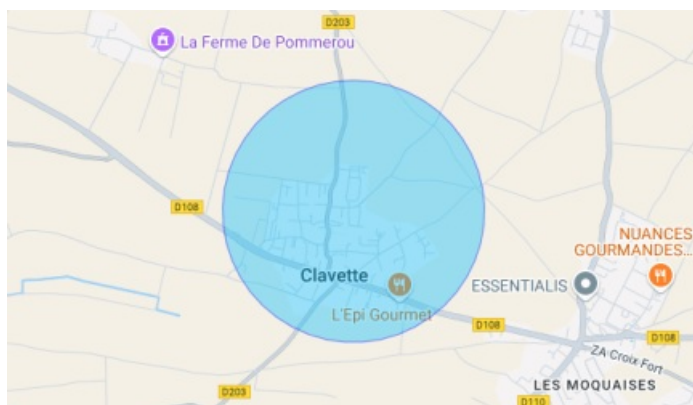 D203
La Ferme De Pommerou
D108
NUANCES
GOURMANDES...
Clavette
ESSENTIALIS
L'Epi Gourmet
D108
D108
ZA Croix Fort
LES MOQUAISES
D203
D110